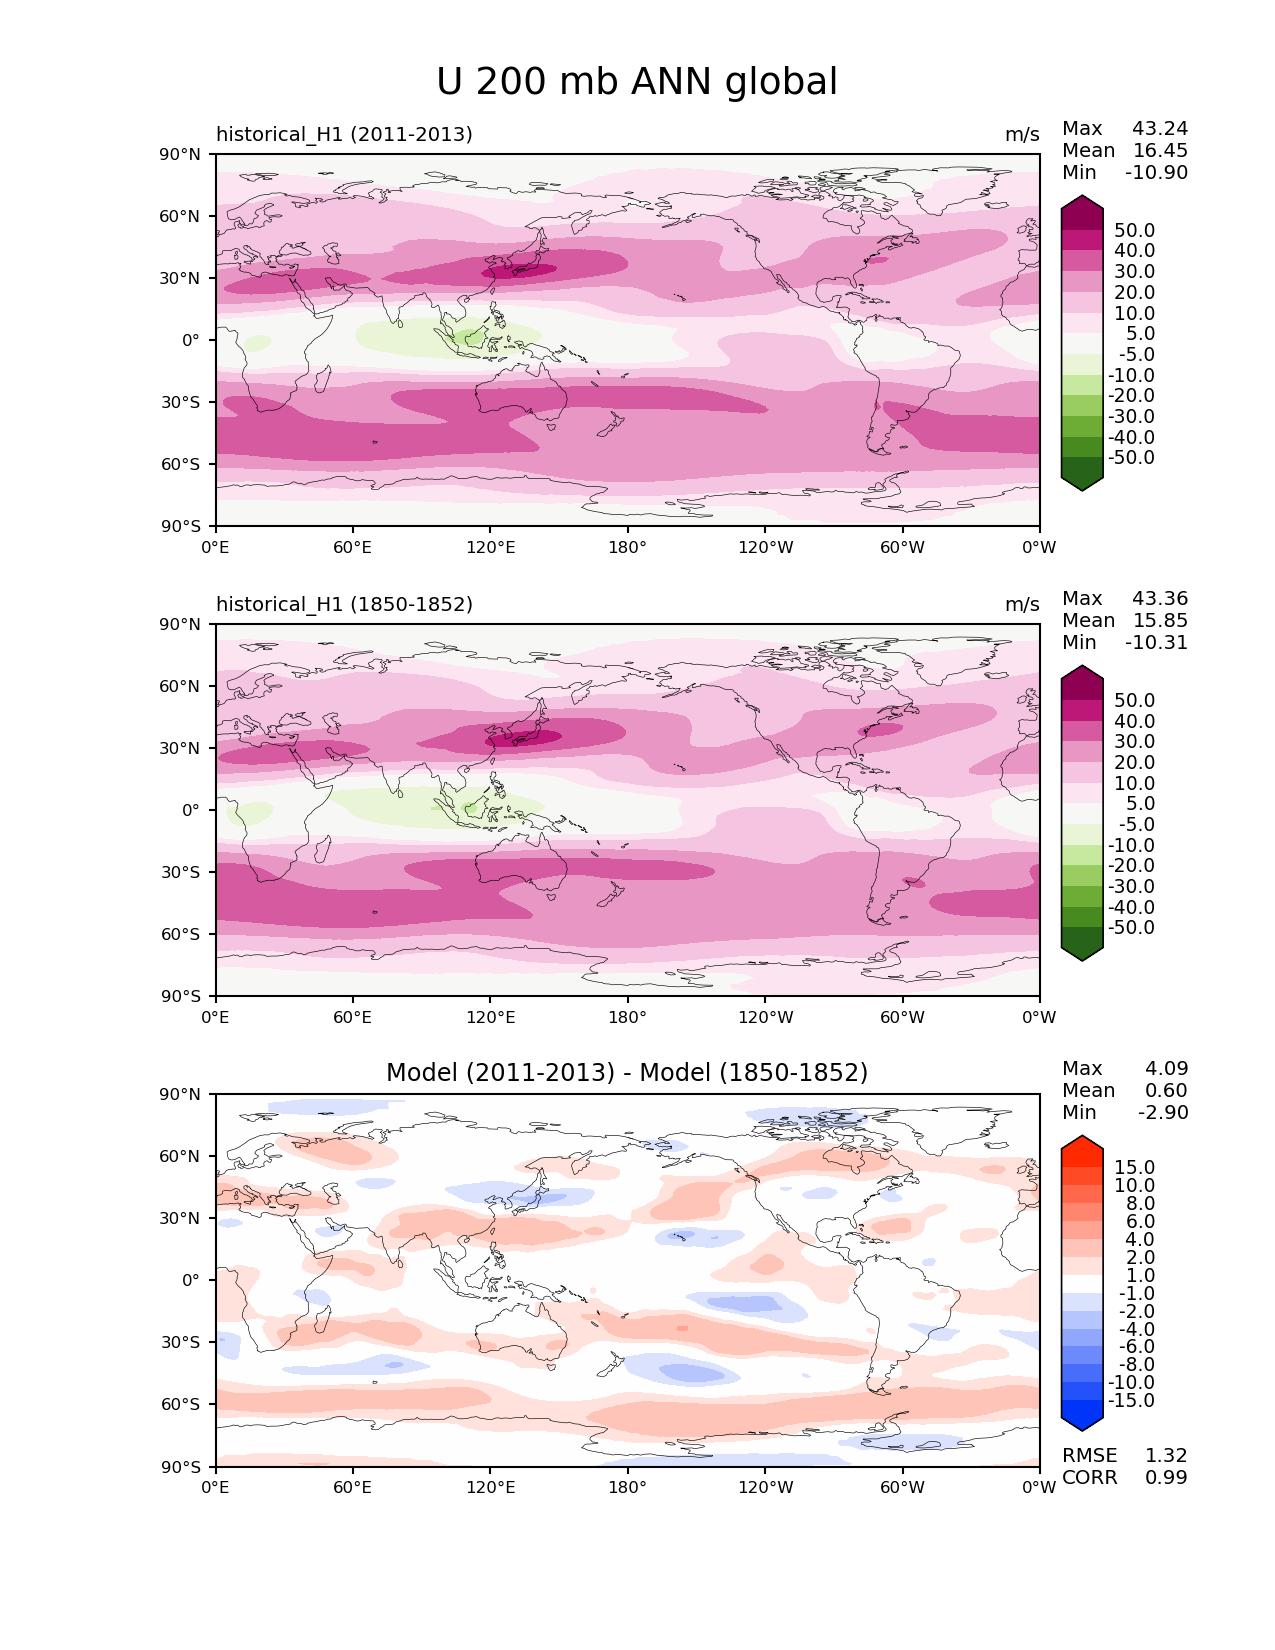 U 200 mb ANN global
historical_H1 (2011-2013) m/s
Max 43.24
Mean 16.45
Min -10.90
90°N
60°N
30°N
0°
30°S
60°S
90°S
0°E 60°E 120°E 180° 120°W 60°W 0°W
50.0
40.0
30.0
20.0
10.0
5.0
-5.0
-10.0
-20.0
-30.0
-40.0
-50.0
historical_H1 (1850-1852) m/s
Max 43.36
Mean 15.85
Min -10.31
90°N
60°N
30°N
0°
30°S
60°S
90°S
0°E 60°E 120°E 180° 120°W 60°W 0°W
50.0
40.0
30.0
20.0
10.0
5.0
-5.0
-10.0
-20.0
-30.0
-40.0
-50.0
Model (2011-2013) - Model (1850-1852)
Max 4.09
Mean 0.60
Min -2.90
90°N
60°N
30°N
0°
30°S
60°S
90°S
0°E 60°E 120°E 180° 120°W 60°W 0°W
15.0
10.0
8.0
6.0
4.0
2.0
1.0
-1.0
-2.0
-4.0
-6.0
-8.0
-10.0
-15.0
RMSE 1.32
CORR 0.99